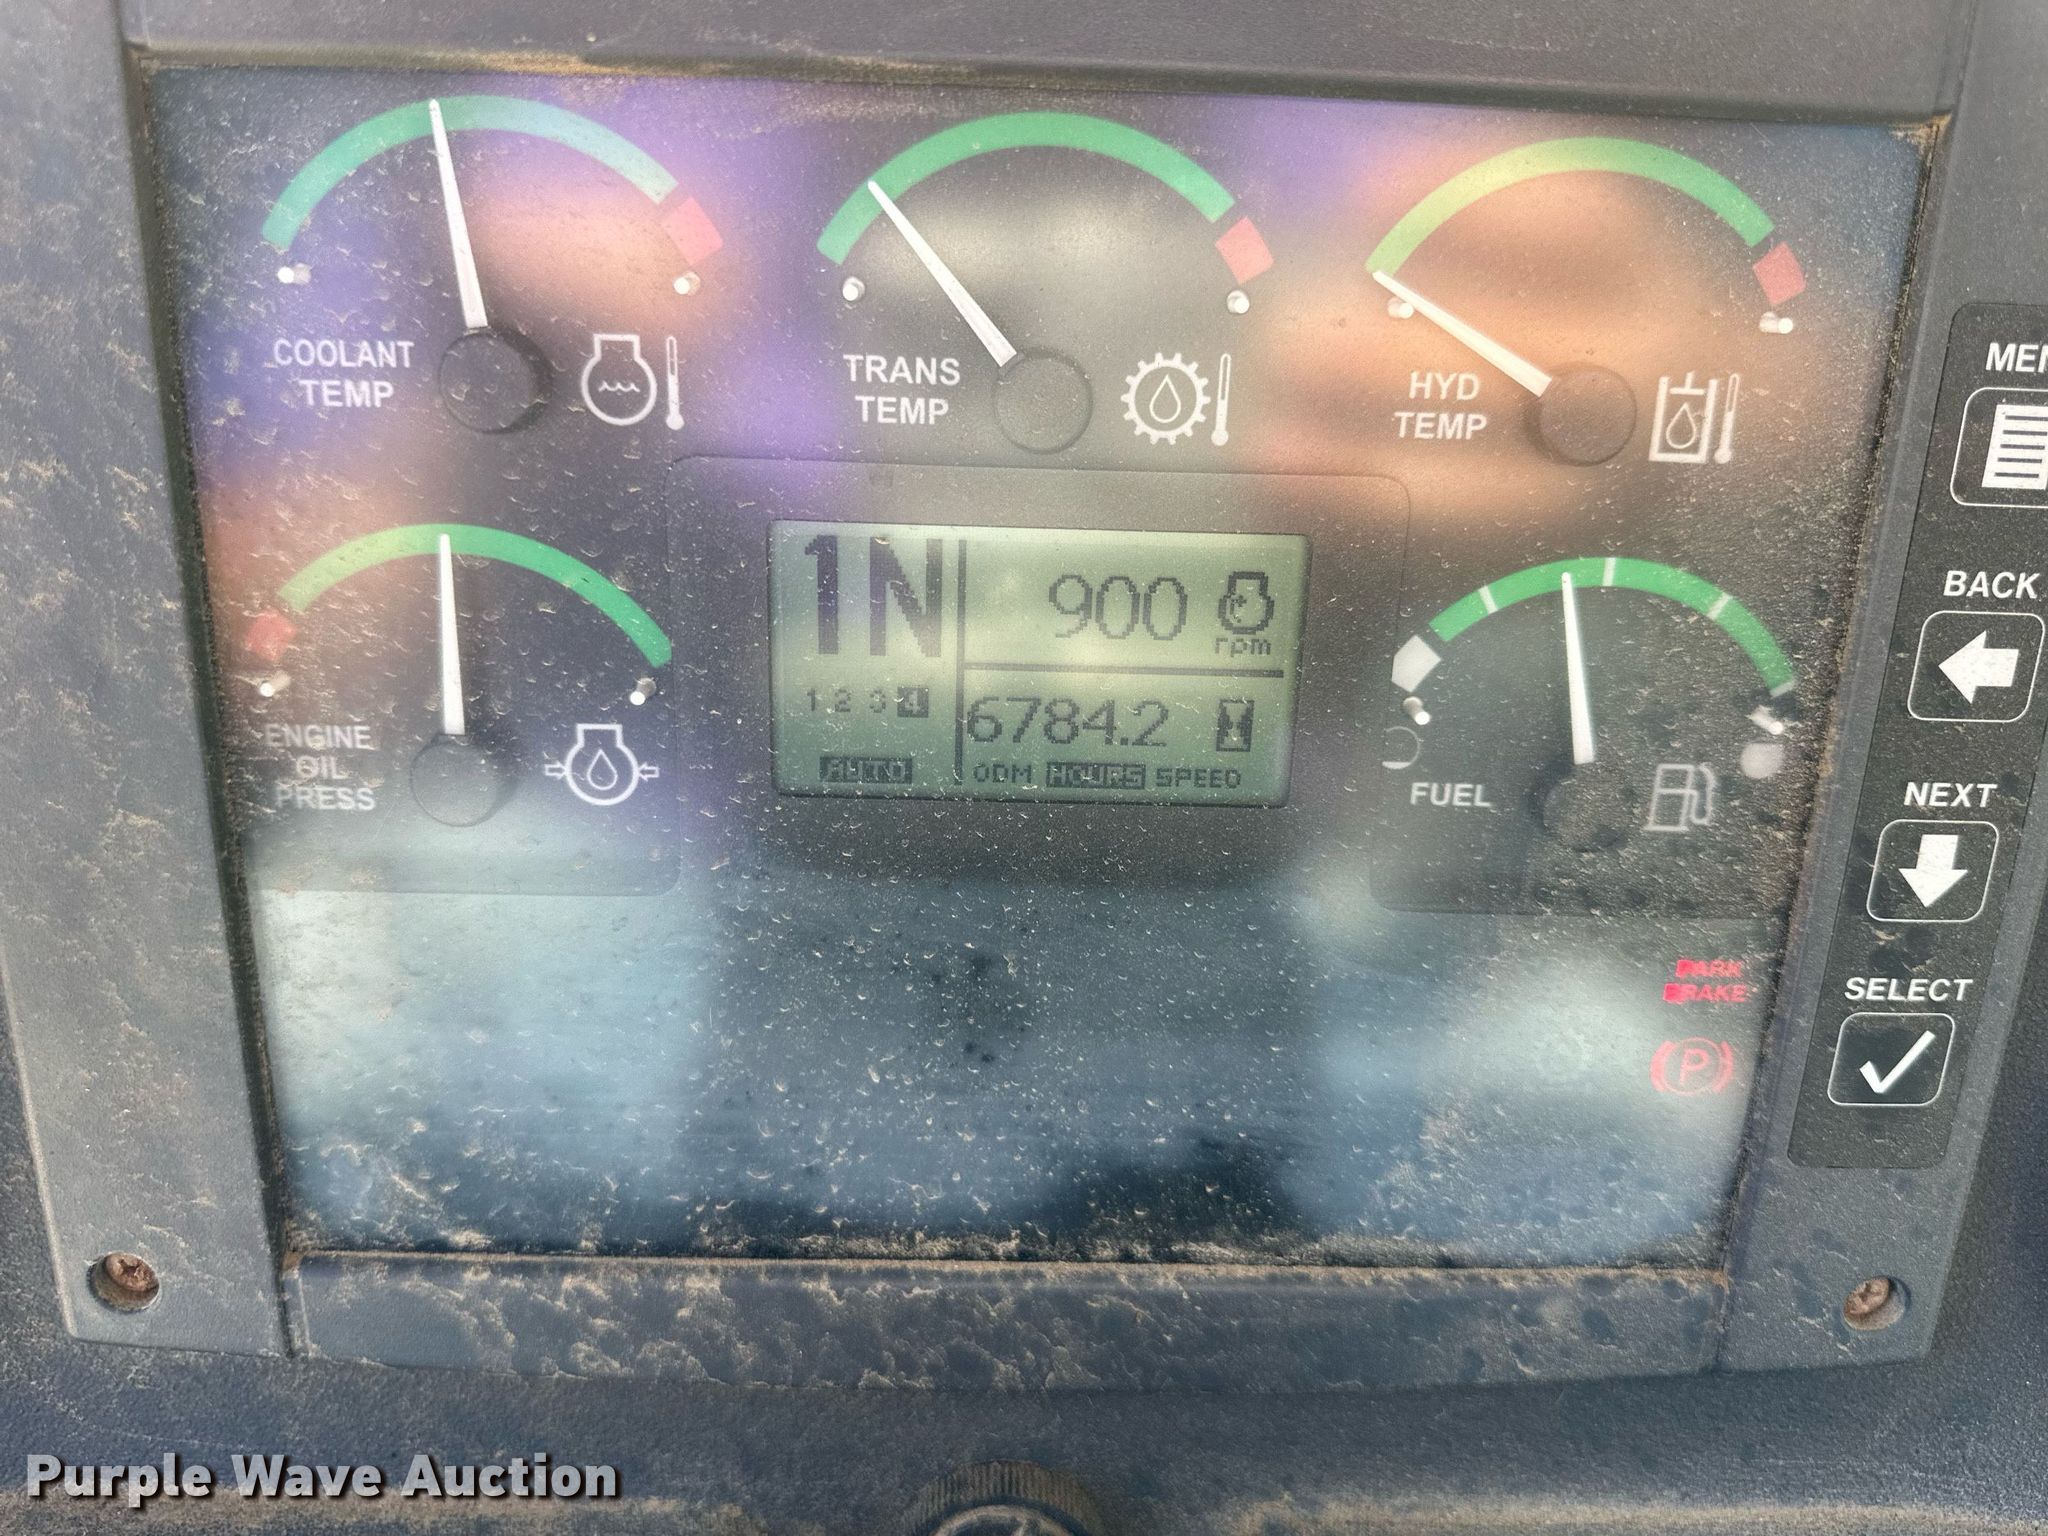 COOLANT
TEMP
TRANS
TEMP
HYD
TEMP
MEN
1N
900
rpm
1 2 3 4
6784.2
AUTO
ODM HOURS SPEED
ENGINE
OIL
PRESS
FUEL
BACK
NEXT
PARK
BRAKE
P
SELECT
Purple Wave Auction